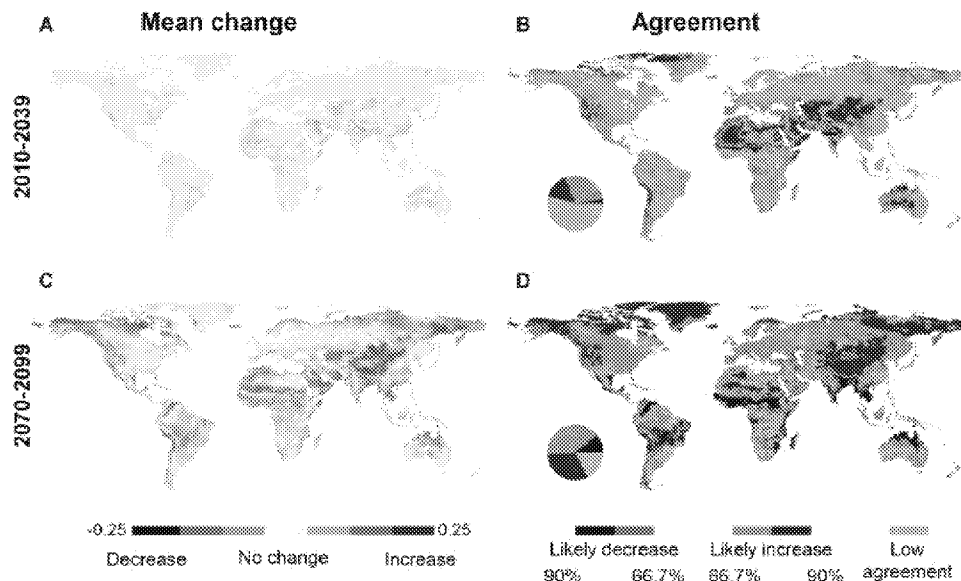 A Mean change
B Agreement
2010-2039
C
D
2070-2099
-0.25 0.25
Decrease No change Increase
Likely decrease Likely increase Low agreement
90% 66.7% 66.7% 90%